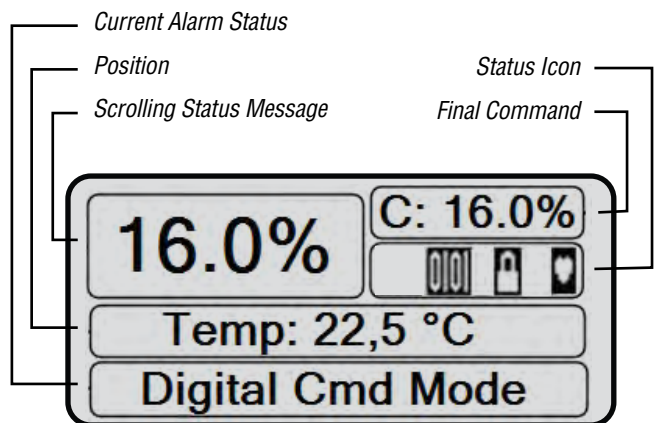 Current Alarm Status
Position
Status Icon
Scrolling Status Message
Final Command
16.0%
C: 16.0%
0101
Temp: 22,5 °C
Digital Cmd Mode